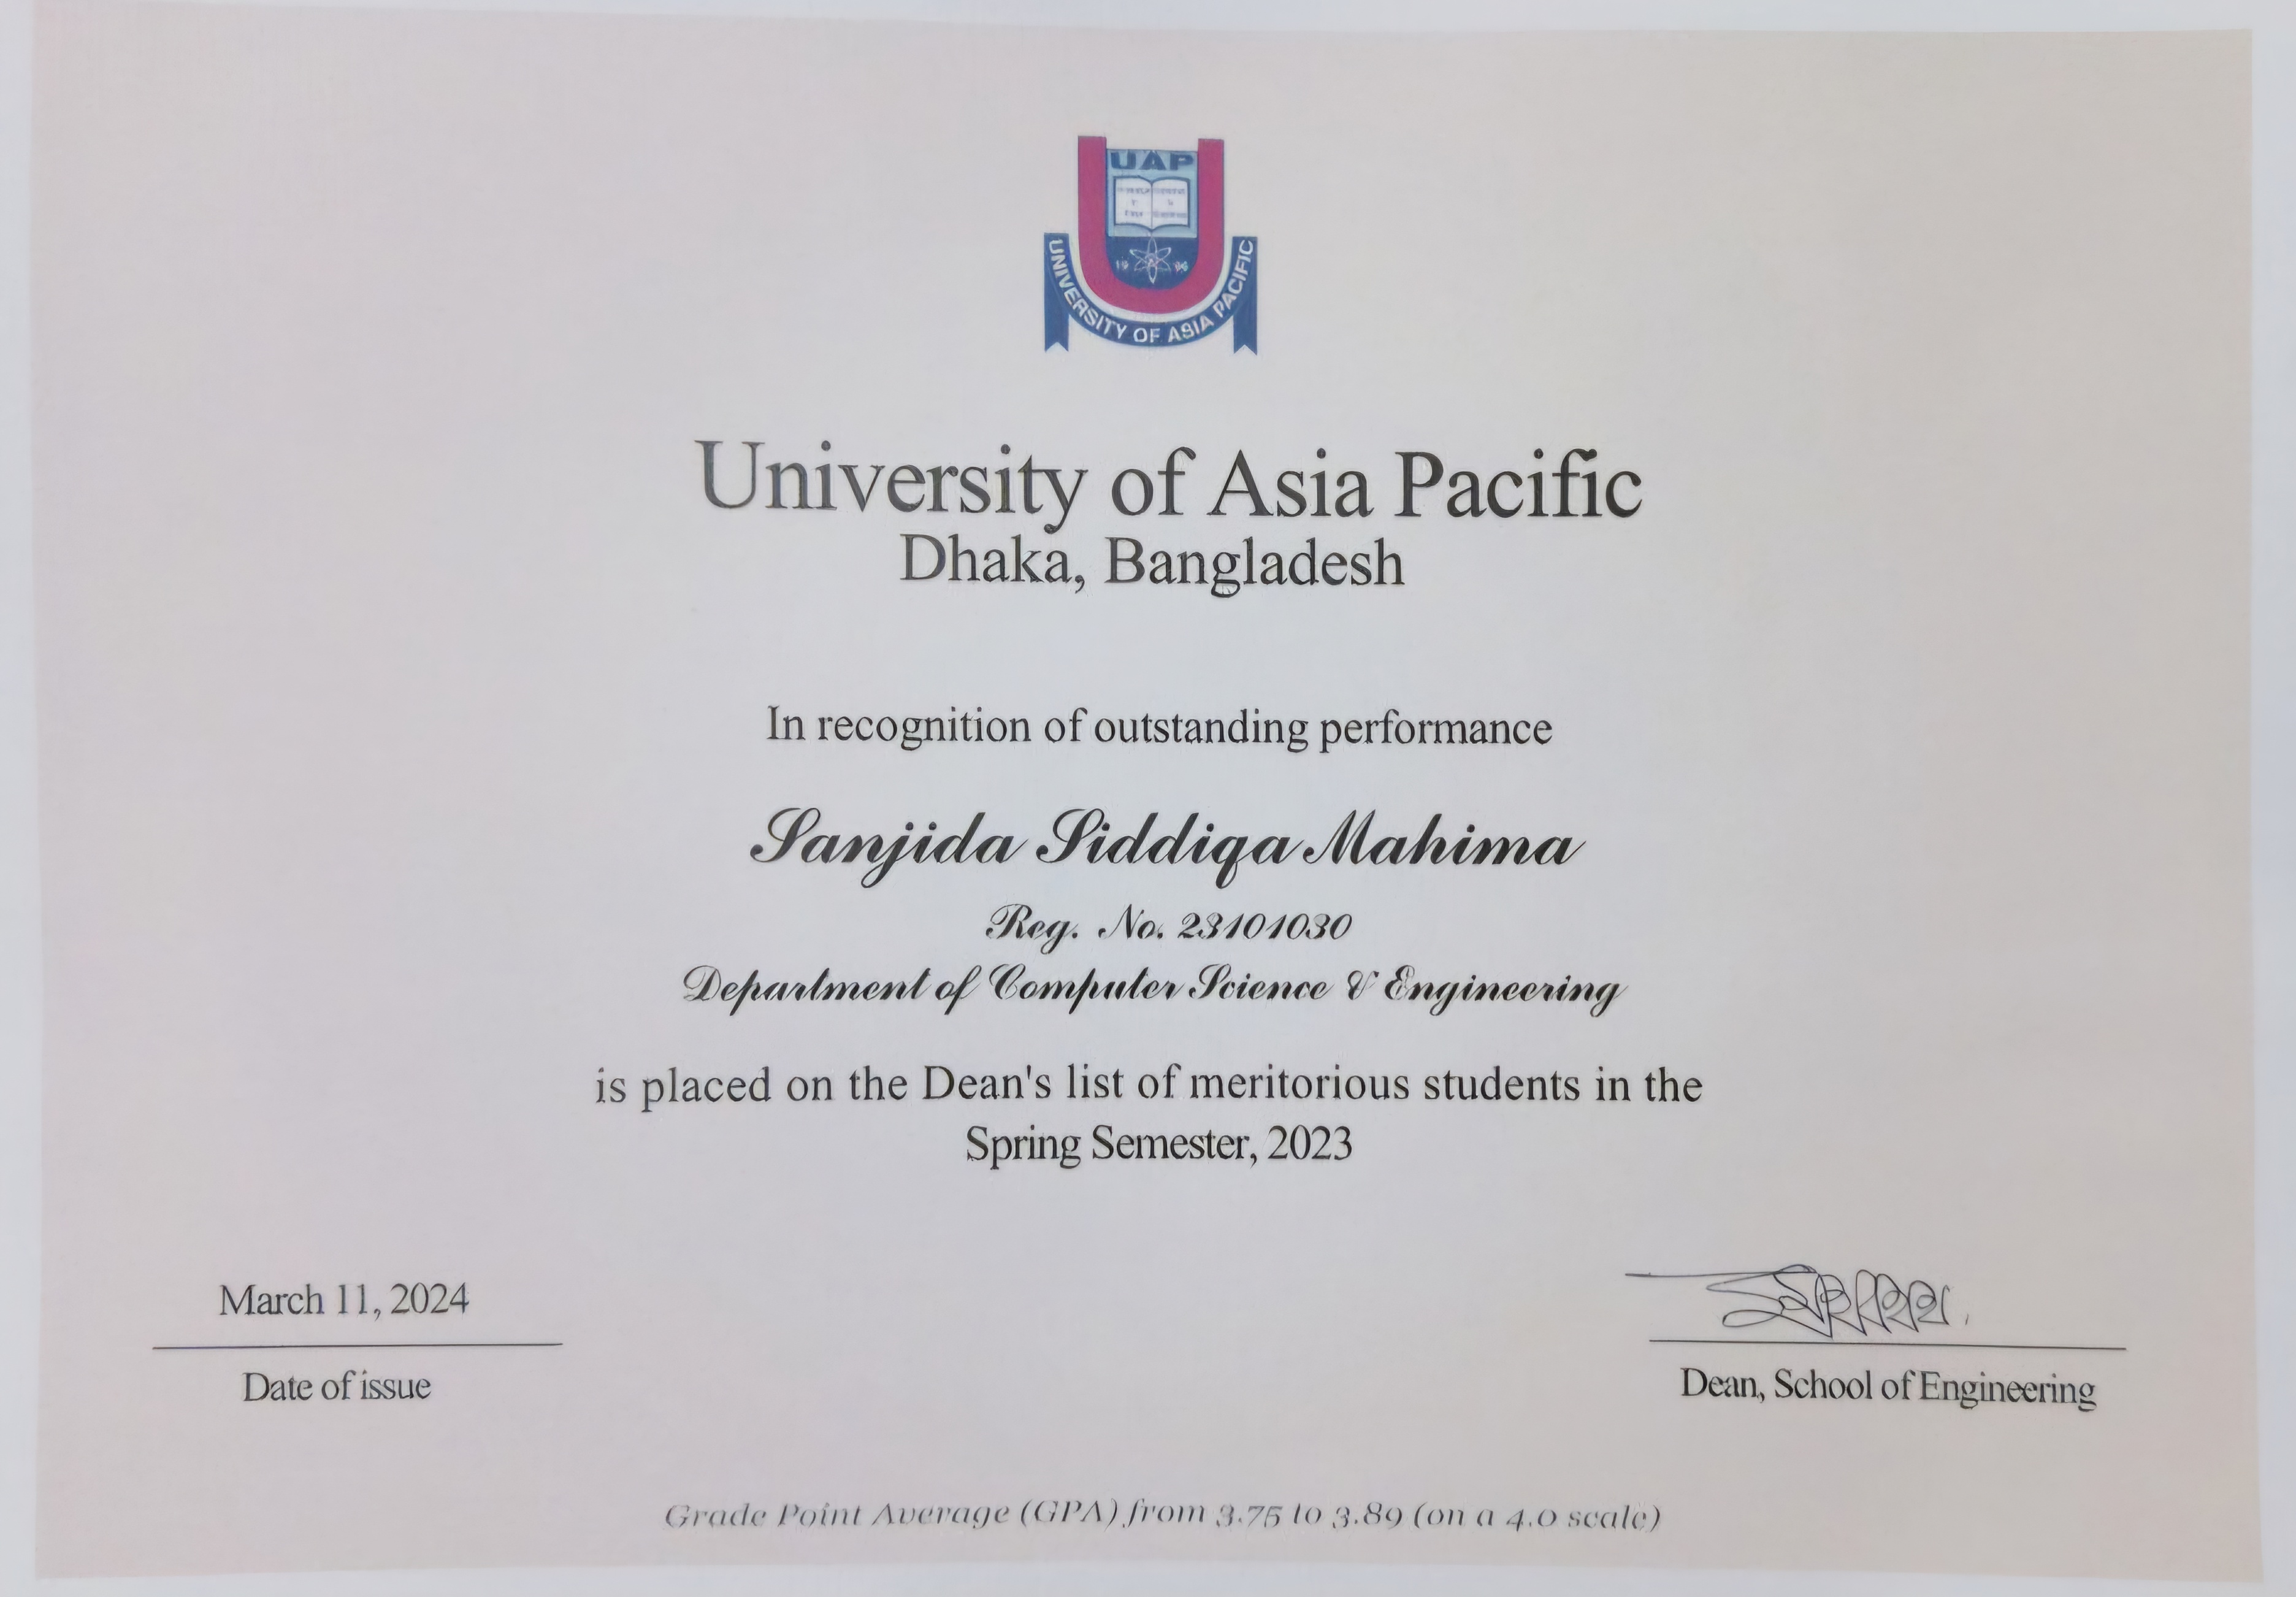 UAP
19
UNIVERSITY OF ASIA PACIFIC
University of Asia Pacific
Dhaka, Bangladesh
In recognition of outstanding performance
Sanjida Siddiqa Mahima
Reg. No. 23101030
Department of Computer Science & Engineering
is placed on the Dean's list of meritorious students in the
Spring Semester, 2023
March 11, 2024
Date of issue
Dean, School of Engineering
Grade Point Average (GPA) from 3.75 to 3.89 (on a 4.0 scale)